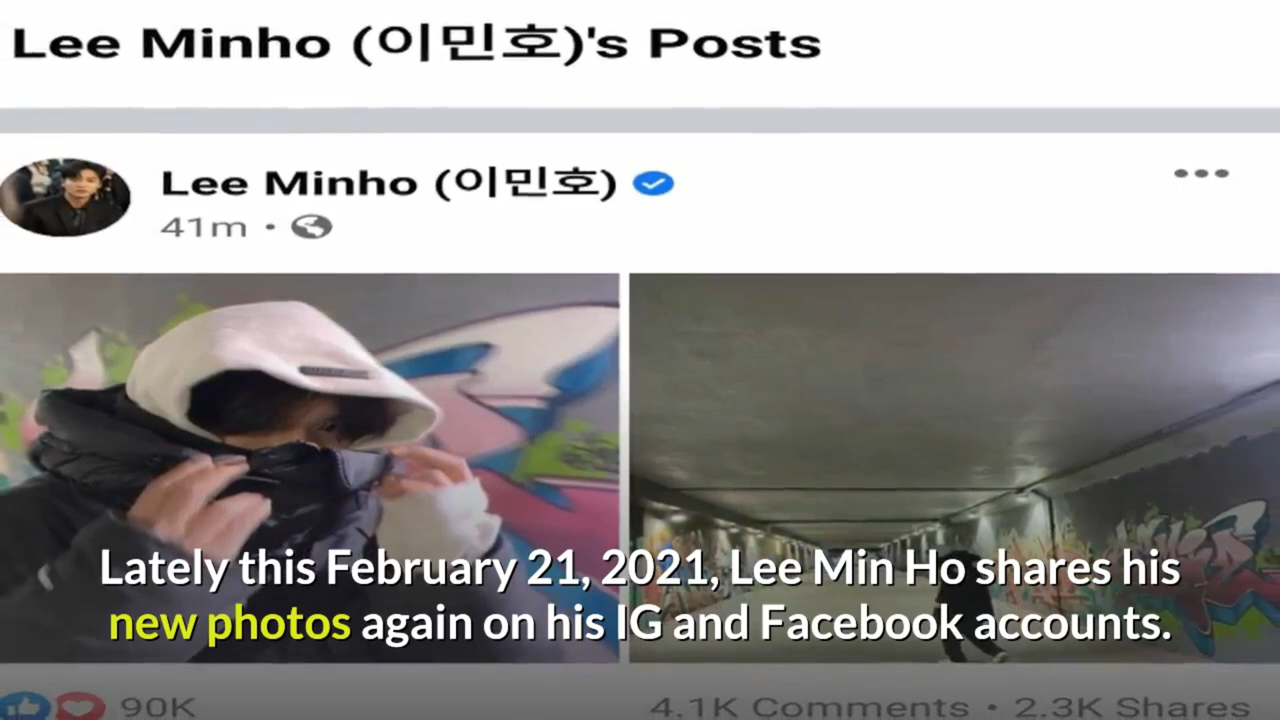 Lee Minho (이민호)'s Posts
Lee Minho (이민호)
41m •
Lately this February 21, 2021, Lee Min Ho shares his
new photos again on his IG and Facebook accounts.
90K 4.1K Comments • 2.3K Shares